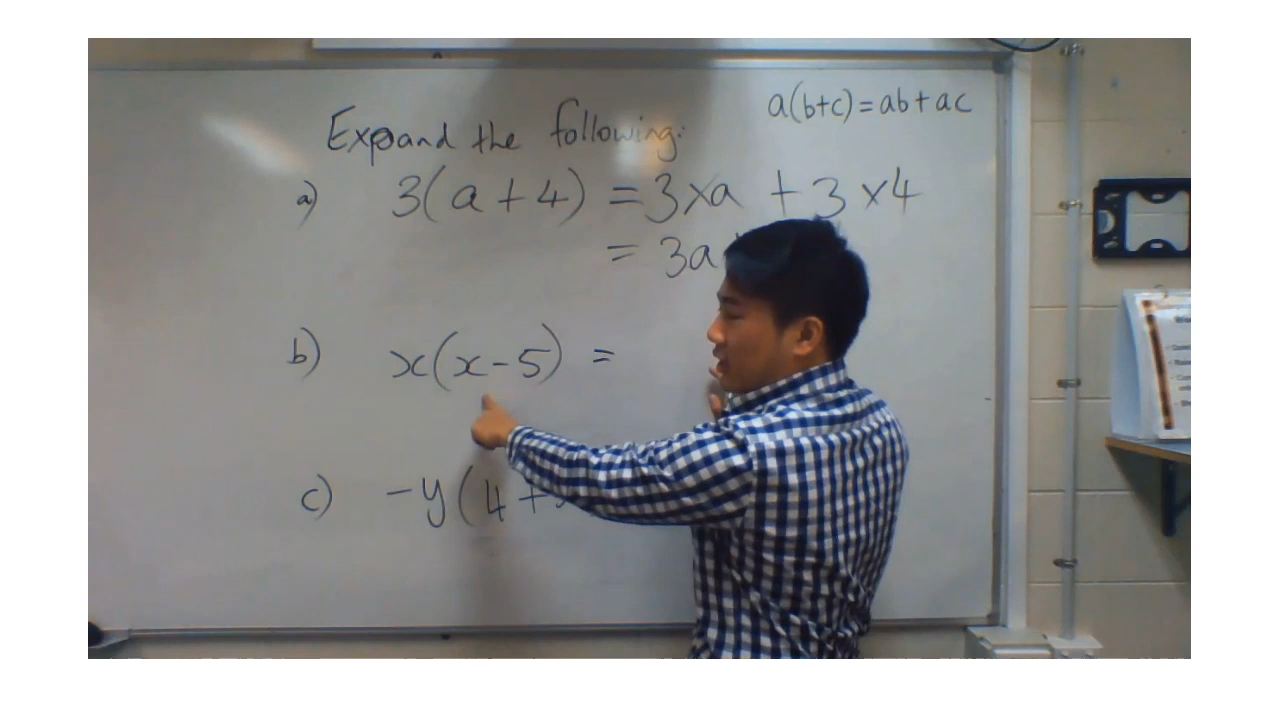 a(b+c)=ab+ac
Expand the following:
a) 3(a+4) = 3×a + 3×4
= 3a
b) x(x-5) =
c) -y(4+